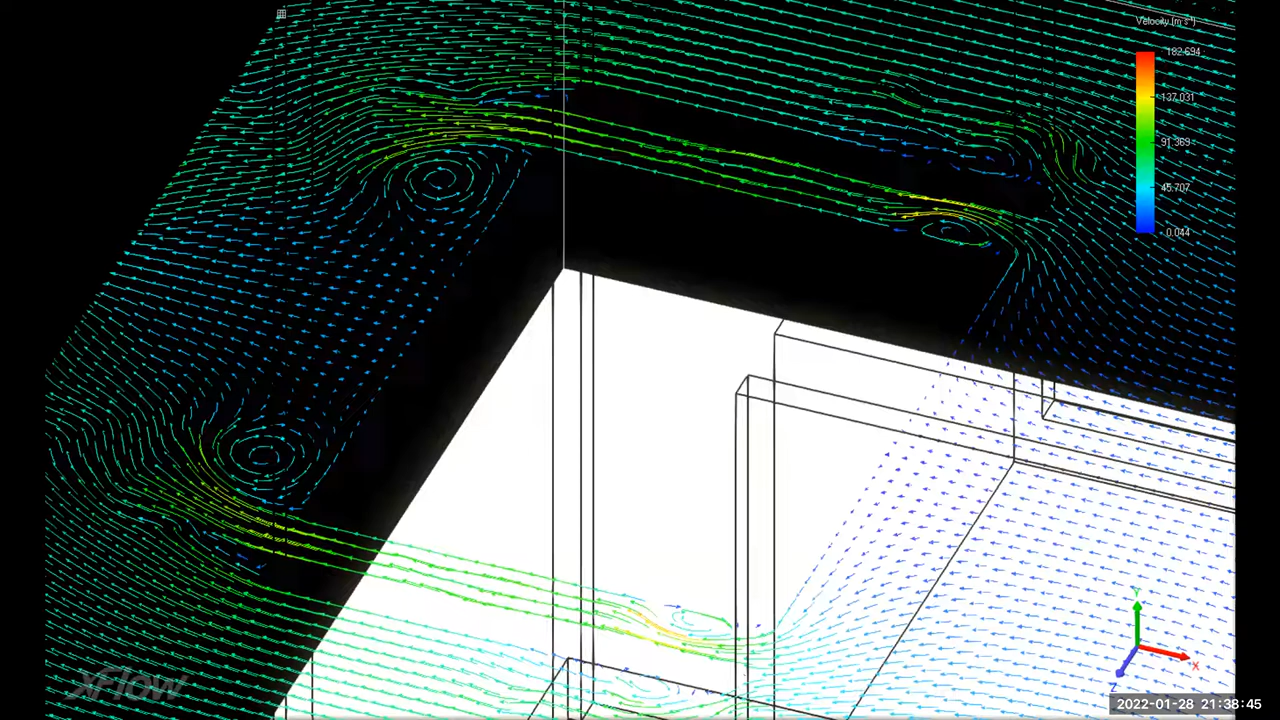 Velocity (m s⁻¹)
182.694
137.031
91.369
45.707
0.044
Y
X
Z
xFlow
2022-01-28 21:38:45